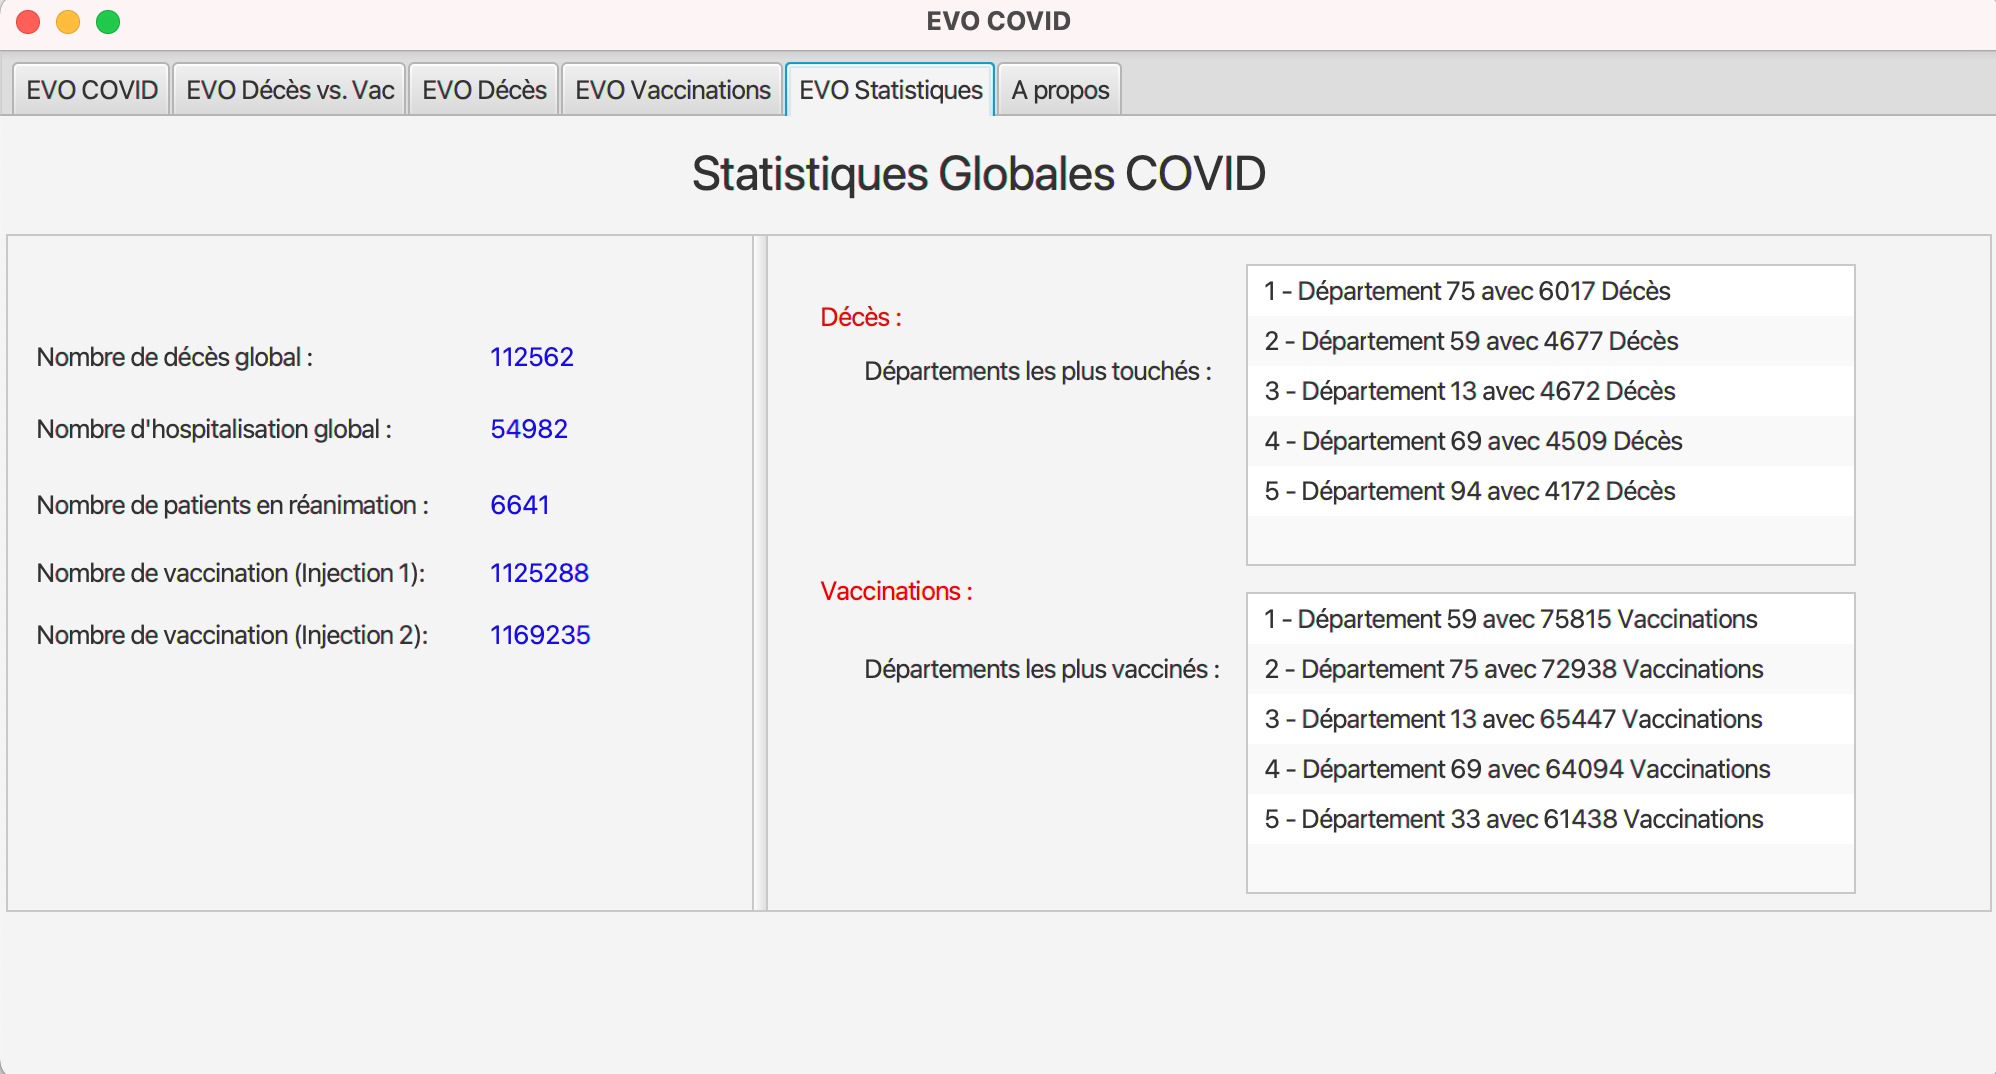 EVO COVID
EVO COVID
EVO Décès vs. Vac
EVO Décès
EVO Vaccinations
EVO Statistiques
A propos
Statistiques Globales COVID
Nombre de décès global : 112562
Nombre d'hospitalisation global : 54982
Nombre de patients en réanimation : 6641
Nombre de vaccination (Injection 1): 1125288
Nombre de vaccination (Injection 2): 1169235
Décès :
Départements les plus touchés :
1 - Département 75 avec 6017 Décès
2 - Département 59 avec 4677 Décès
3 - Département 13 avec 4672 Décès
4 - Département 69 avec 4509 Décès
5 - Département 94 avec 4172 Décès
Vaccinations :
Départements les plus vaccinés :
1 - Département 59 avec 75815 Vaccinations
2 - Département 75 avec 72938 Vaccinations
3 - Département 13 avec 65447 Vaccinations
4 - Département 69 avec 64094 Vaccinations
5 - Département 33 avec 61438 Vaccinations